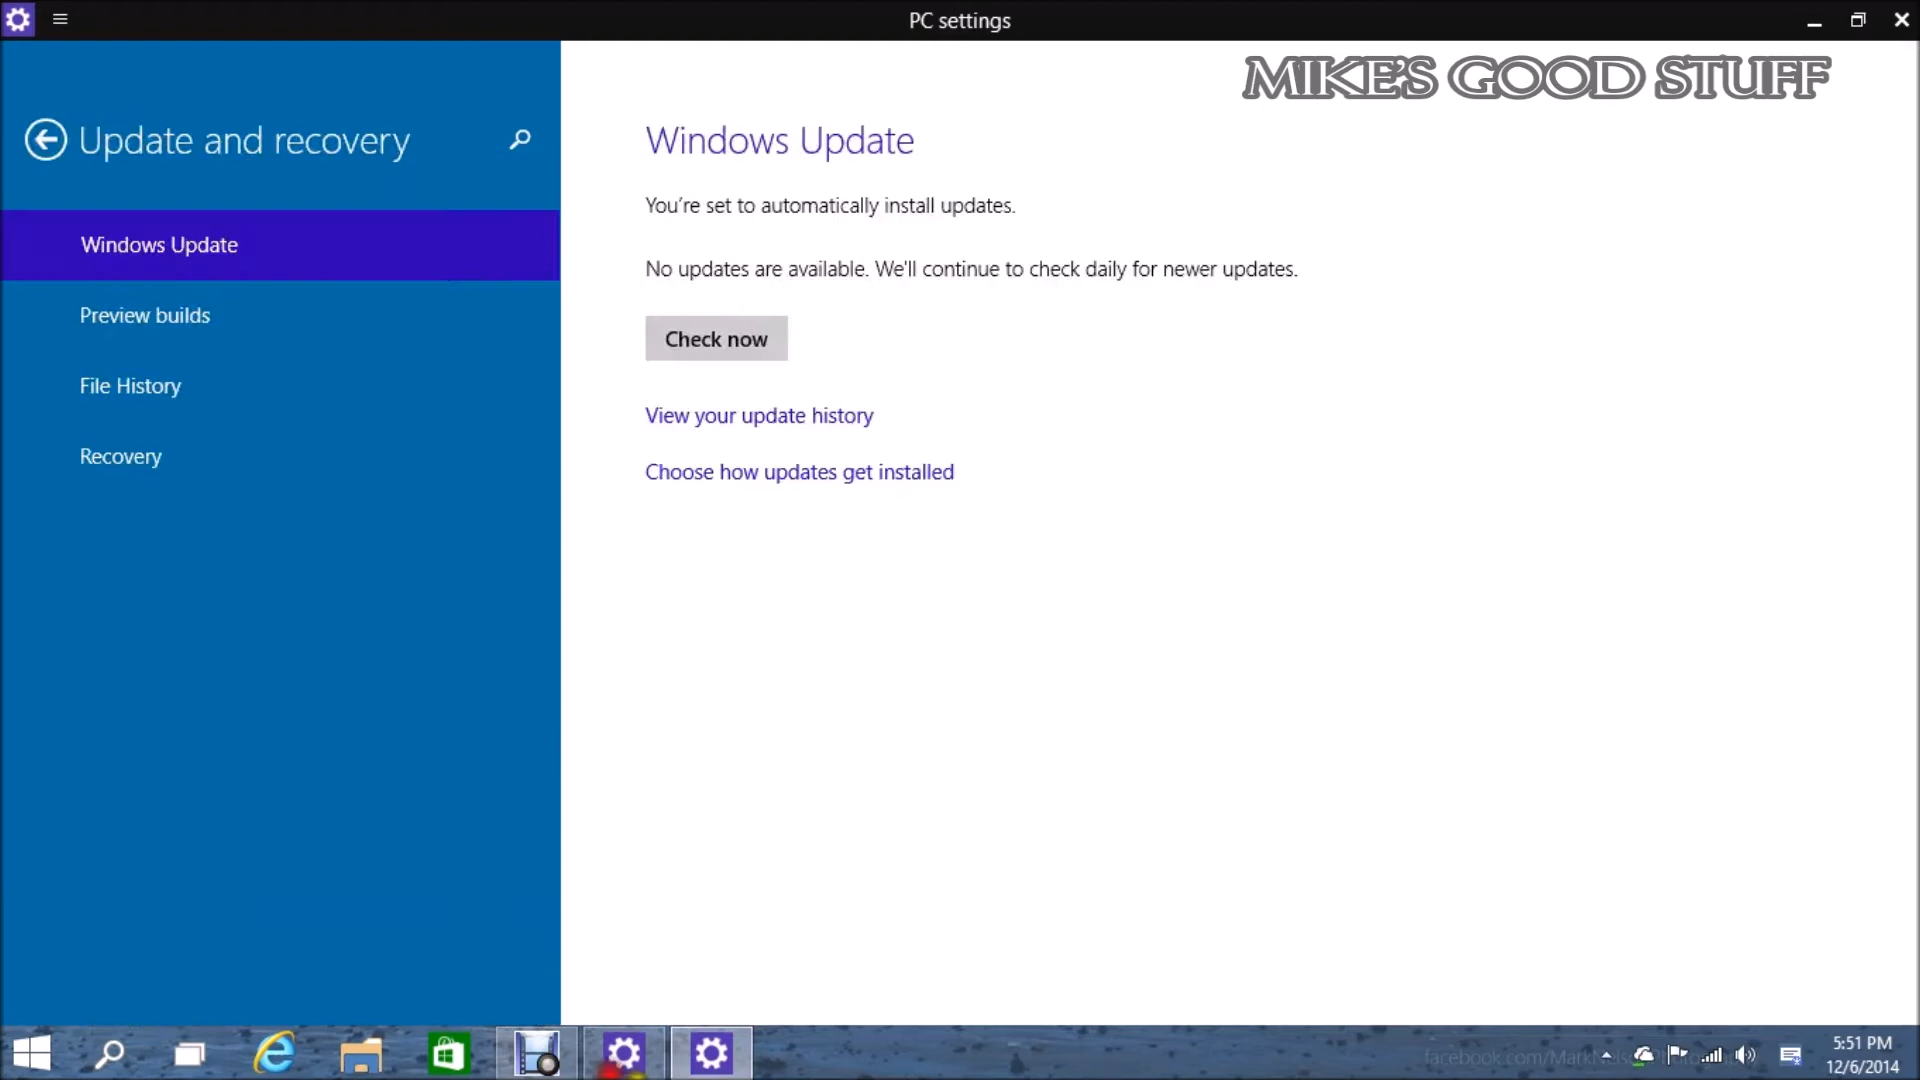 PC settings
MIKE'S GOOD STUFF
Update and recovery
Windows Update
Preview builds
File History
Recovery
Windows Update
You're set to automatically install updates.
No updates are available. We'll continue to check daily for newer updates.
Check now
View your update history
Choose how updates get installed
5:51 PM
12/6/2014